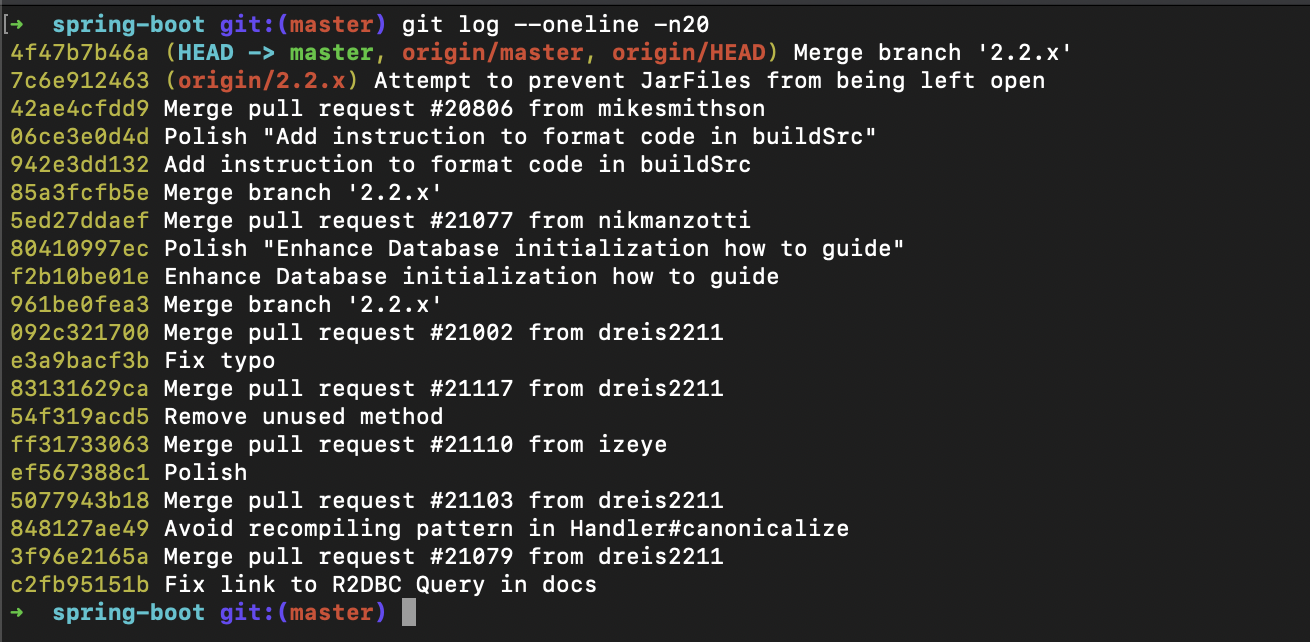 [➜  spring-boot git:(master) git log --oneline -n20
4f47b7b46a (HEAD -> master, origin/master, origin/HEAD) Merge branch '2.2.x'
7c6e912463 (origin/2.2.x) Attempt to prevent JarFiles from being left open
42ae4cfdd9 Merge pull request #20806 from mikesmithson
06ce3e0d4d Polish "Add instruction to format code in buildSrc"
942e3dd132 Add instruction to format code in buildSrc
85a3fcfb5e Merge branch '2.2.x'
5ed27ddaef Merge pull request #21077 from nikmanzotti
80410997ec Polish "Enhance Database initialization how to guide"
f2b10be01e Enhance Database initialization how to guide
961be0fea3 Merge branch '2.2.x'
092c321700 Merge pull request #21002 from dreis2211
e3a9bacf3b Fix typo
83131629ca Merge pull request #21117 from dreis2211
54f319acd5 Remove unused method
ff31733063 Merge pull request #21110 from izeye
ef567388c1 Polish
5077943b18 Merge pull request #21103 from dreis2211
848127ae49 Avoid recompiling pattern in Handler#canonicalize
3f96e2165a Merge pull request #21079 from dreis2211
c2fb95151b Fix link to R2DBC Query in docs
➜  spring-boot git:(master)